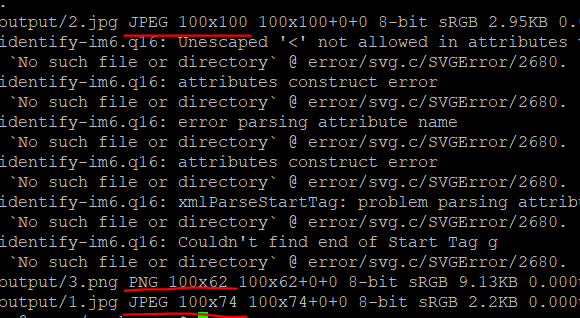 output/2.jpg JPEG 100x100 100x100+0+0 8-bit sRGB 2.95KB 0.000
identify-im6.q16: Unescaped '<' not allowed in attributes
`No such file or directory` @ error/svg.c/SVGError/2680.
identify-im6.q16: attributes construct error
`No such file or directory` @ error/svg.c/SVGError/2680.
identify-im6.q16: error parsing attribute name
`No such file or directory` @ error/svg.c/SVGError/2680.
identify-im6.q16: attributes construct error
`No such file or directory` @ error/svg.c/SVGError/2680.
identify-im6.q16: xmlParseStartTag: problem parsing attrib
`No such file or directory` @ error/svg.c/SVGError/2680.
identify-im6.q16: Couldn't find end of Start Tag g
`No such file or directory` @ error/svg.c/SVGError/2680.
output/3.png PNG 100x62 100x62+0+0 8-bit sRGB 9.13KB 0.000
output/1.jpg JPEG 100x74 100x74+0+0 8-bit sRGB 2.2KB 0.000